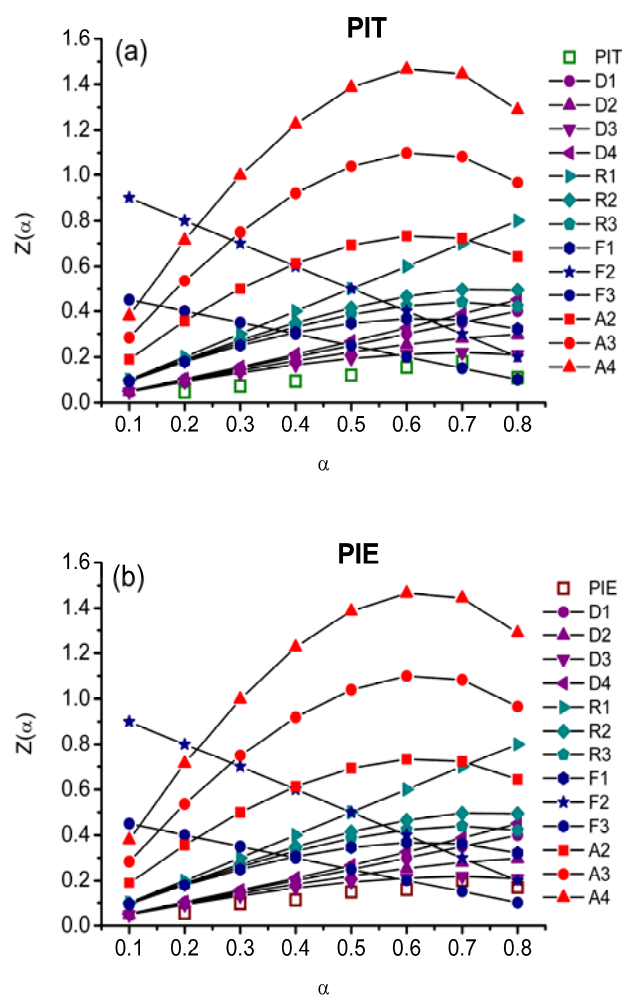 PIT
(a)
1.6
1.4
1.2
1.0
0.8
0.6
0.4
0.2
0.0
Z(α)
0.1 0.2 0.3 0.4 0.5 0.6 0.7 0.8
α
PIT
D1
D2
D3
D4
R1
R2
R3
F1
F2
F3
A2
A3
A4
PIE
(b)
1.6
1.4
1.2
1.0
0.8
0.6
0.4
0.2
0.0
Z(α)
0.1 0.2 0.3 0.4 0.5 0.6 0.7 0.8
α
PIE
D1
D2
D3
D4
R1
R2
R3
F1
F2
F3
A2
A3
A4